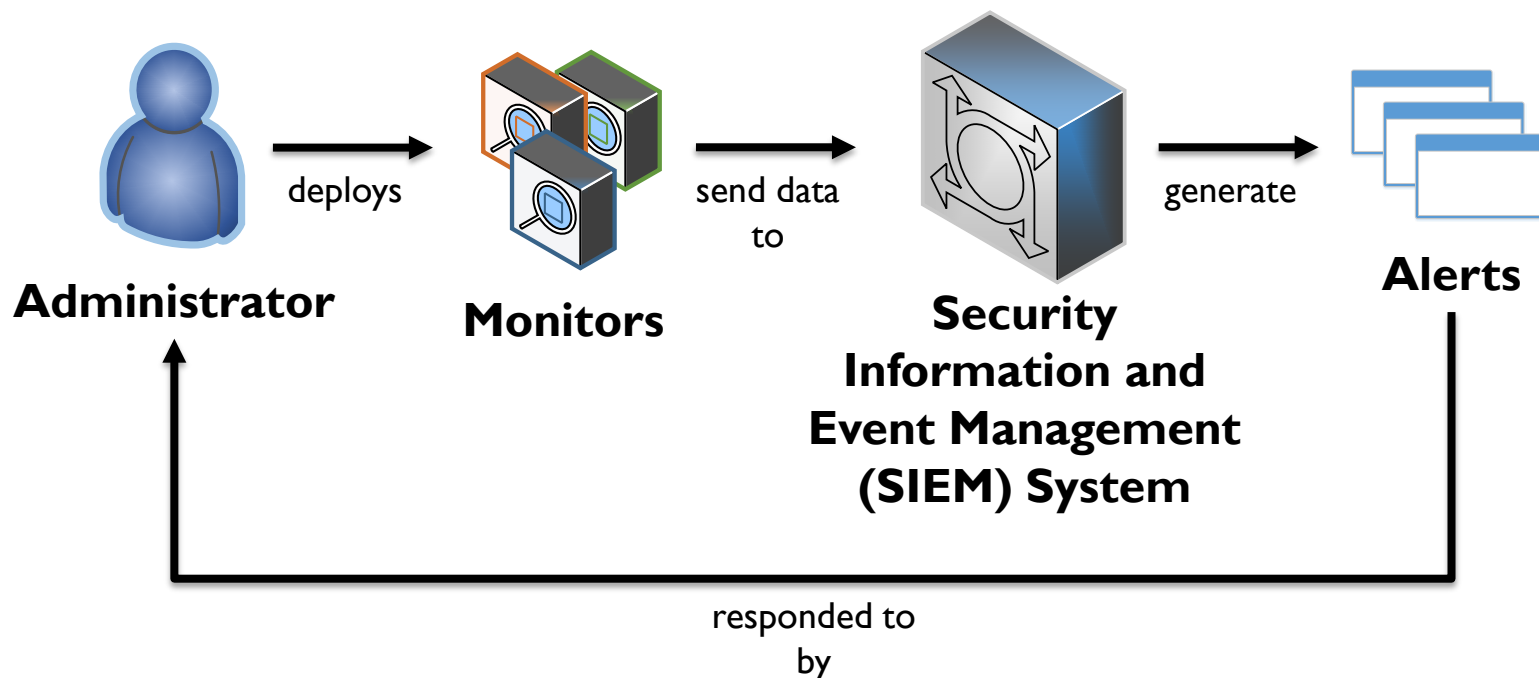 deploys
send data
to
generate
Administrator
Monitors
Security
Information and
Event Management
(SIEM) System
Alerts
responded to
by